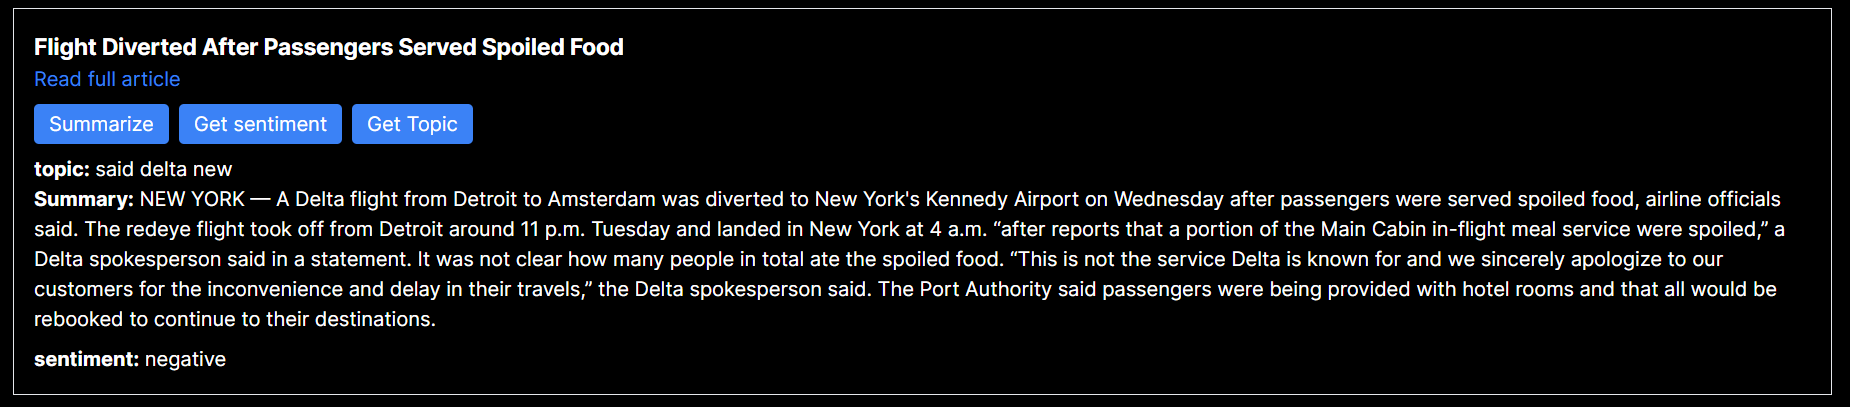 Flight Diverted After Passengers Served Spoiled Food
Read full article
Summarize Get sentiment Get Topic
topic: said delta new
Summary: NEW YORK — A Delta flight from Detroit to Amsterdam was diverted to New York's Kennedy Airport on Wednesday after passengers were served spoiled food, airline officials
said. The redeye flight took off from Detroit around 11 p.m. Tuesday and landed in New York at 4 a.m. “after reports that a portion of the Main Cabin in-flight meal service were spoiled,” a
Delta spokesperson said in a statement. It was not clear how many people in total ate the spoiled food. “This is not the service Delta is known for and we sincerely apologize to our
customers for the inconvenience and delay in their travels,” the Delta spokesperson said. The Port Authority said passengers were being provided with hotel rooms and that all would be
rebooked to continue to their destinations.
sentiment: negative